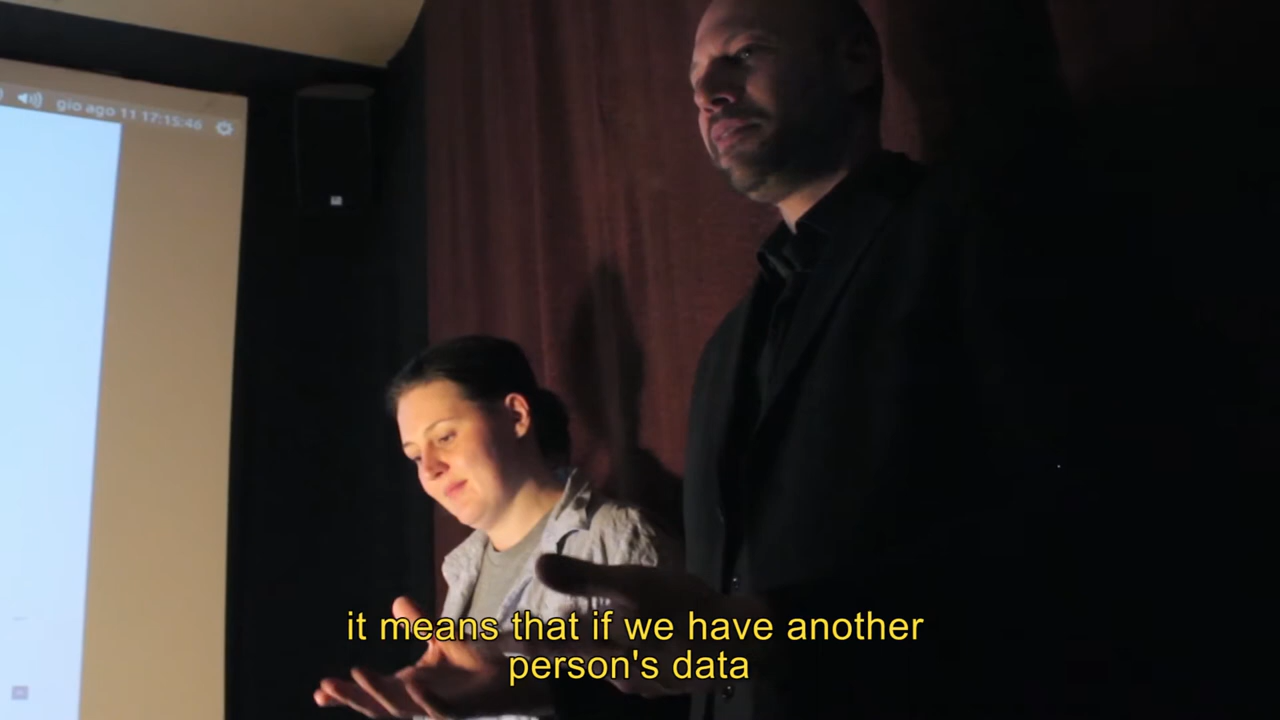 gio ago 11 17:15:46
it means that if we have another
person's data